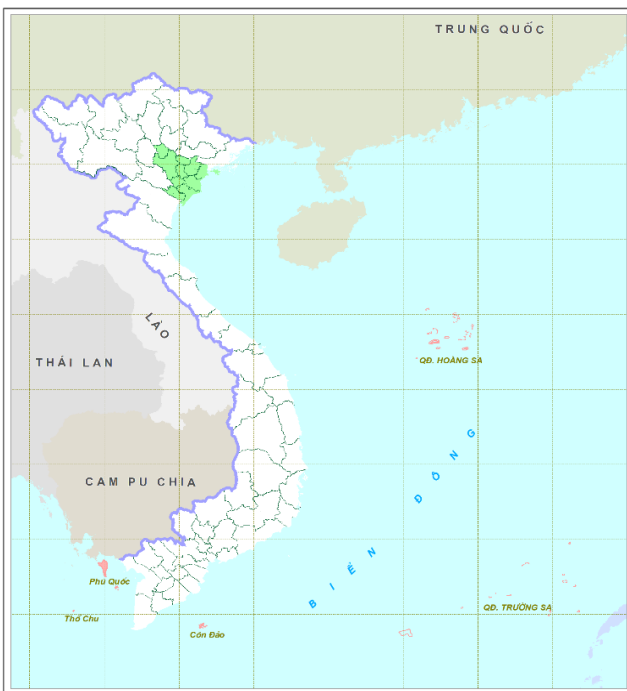 TRUNG QUỐC
LÀO
THÁI LAN
QĐ. HOÀNG SA
CAM PU CHIA
BIỂN ĐÔNG
Phú Quốc
Thổ Chu
Côn Đảo
QĐ. TRƯỜNG SA